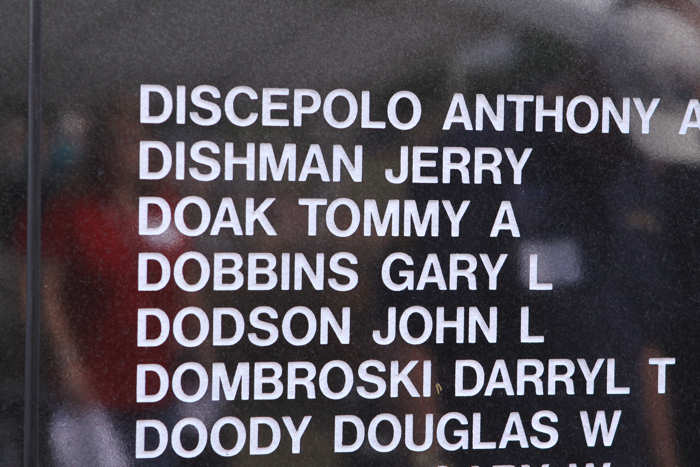 DISCEPOLO ANTHONY A
DISHMAN JERRY
DOAK TOMMY A
DOBBINS GARY L
DODSON JOHN L
DOMBROSKI DARRYL T
DOODY DOUGLAS W